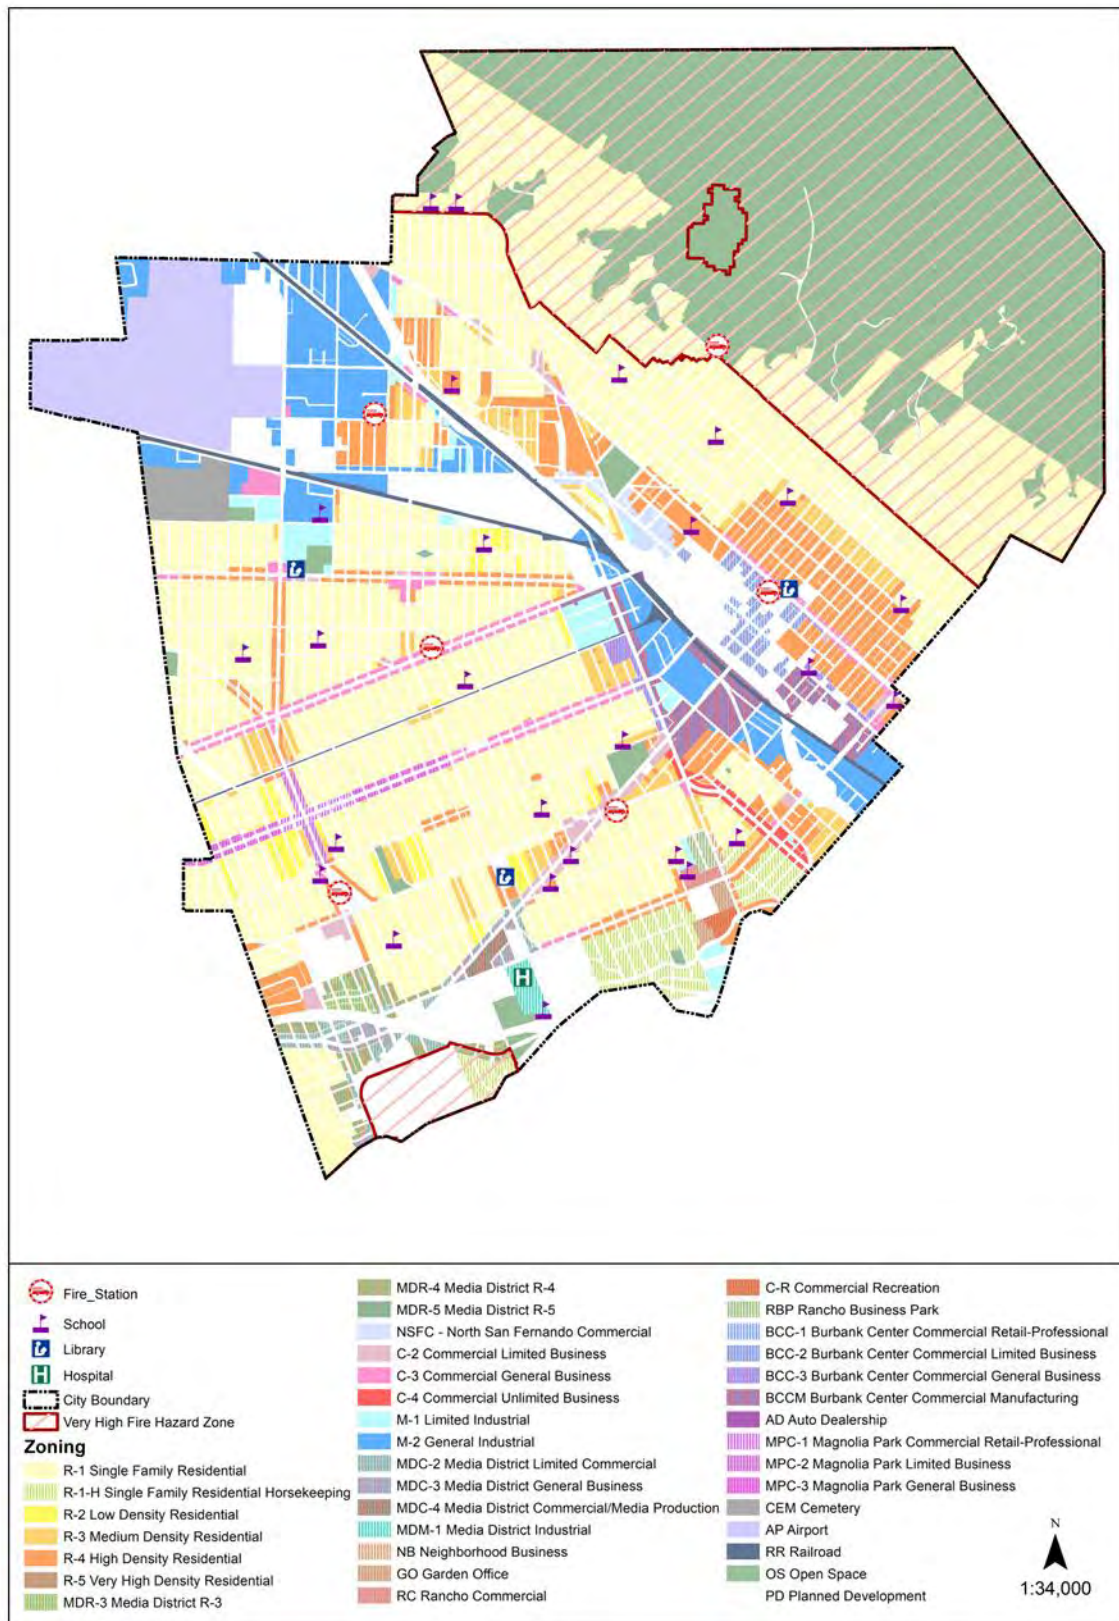 Fire_Station
School
Library
Hospital
City Boundary
Very High Fire Hazard Zone
Zoning
R-1 Single Family Residential
R-1-H Single Family Residential Horsekeeping
R-2 Low Density Residential
R-3 Medium Density Residential
R-4 High Density Residential
R-5 Very High Density Residential
MDR-3 Media District R-3
MDR-4 Media District R-4
MDR-5 Media District R-5
NSFC - North San Fernando Commercial
C-2 Commercial Limited Business
C-3 Commercial General Business
C-4 Commercial Unlimited Business
M-1 Limited Industrial
M-2 General Industrial
MDC-2 Media District Limited Commercial
MDC-3 Media District General Business
MDC-4 Media District Commercial/Media Production
MDM-1 Media District Industrial
NB Neighborhood Business
GO Garden Office
RC Rancho Commercial
C-R Commercial Recreation
RBP Rancho Business Park
BCC-1 Burbank Center Commercial Retail-Professional
BCC-2 Burbank Center Commercial Limited Business
BCC-3 Burbank Center Commercial General Business
BCCM Burbank Center Commercial Manufacturing
AD Auto Dealership
MPC-1 Magnolia Park Commercial Retail-Professional
MPC-2 Magnolia Park Limited Business
MPC-3 Magnolia Park General Business
CEM Cemetery
AP Airport
RR Railroad
OS Open Space
PD Planned Development
N
1:34,000
H
H